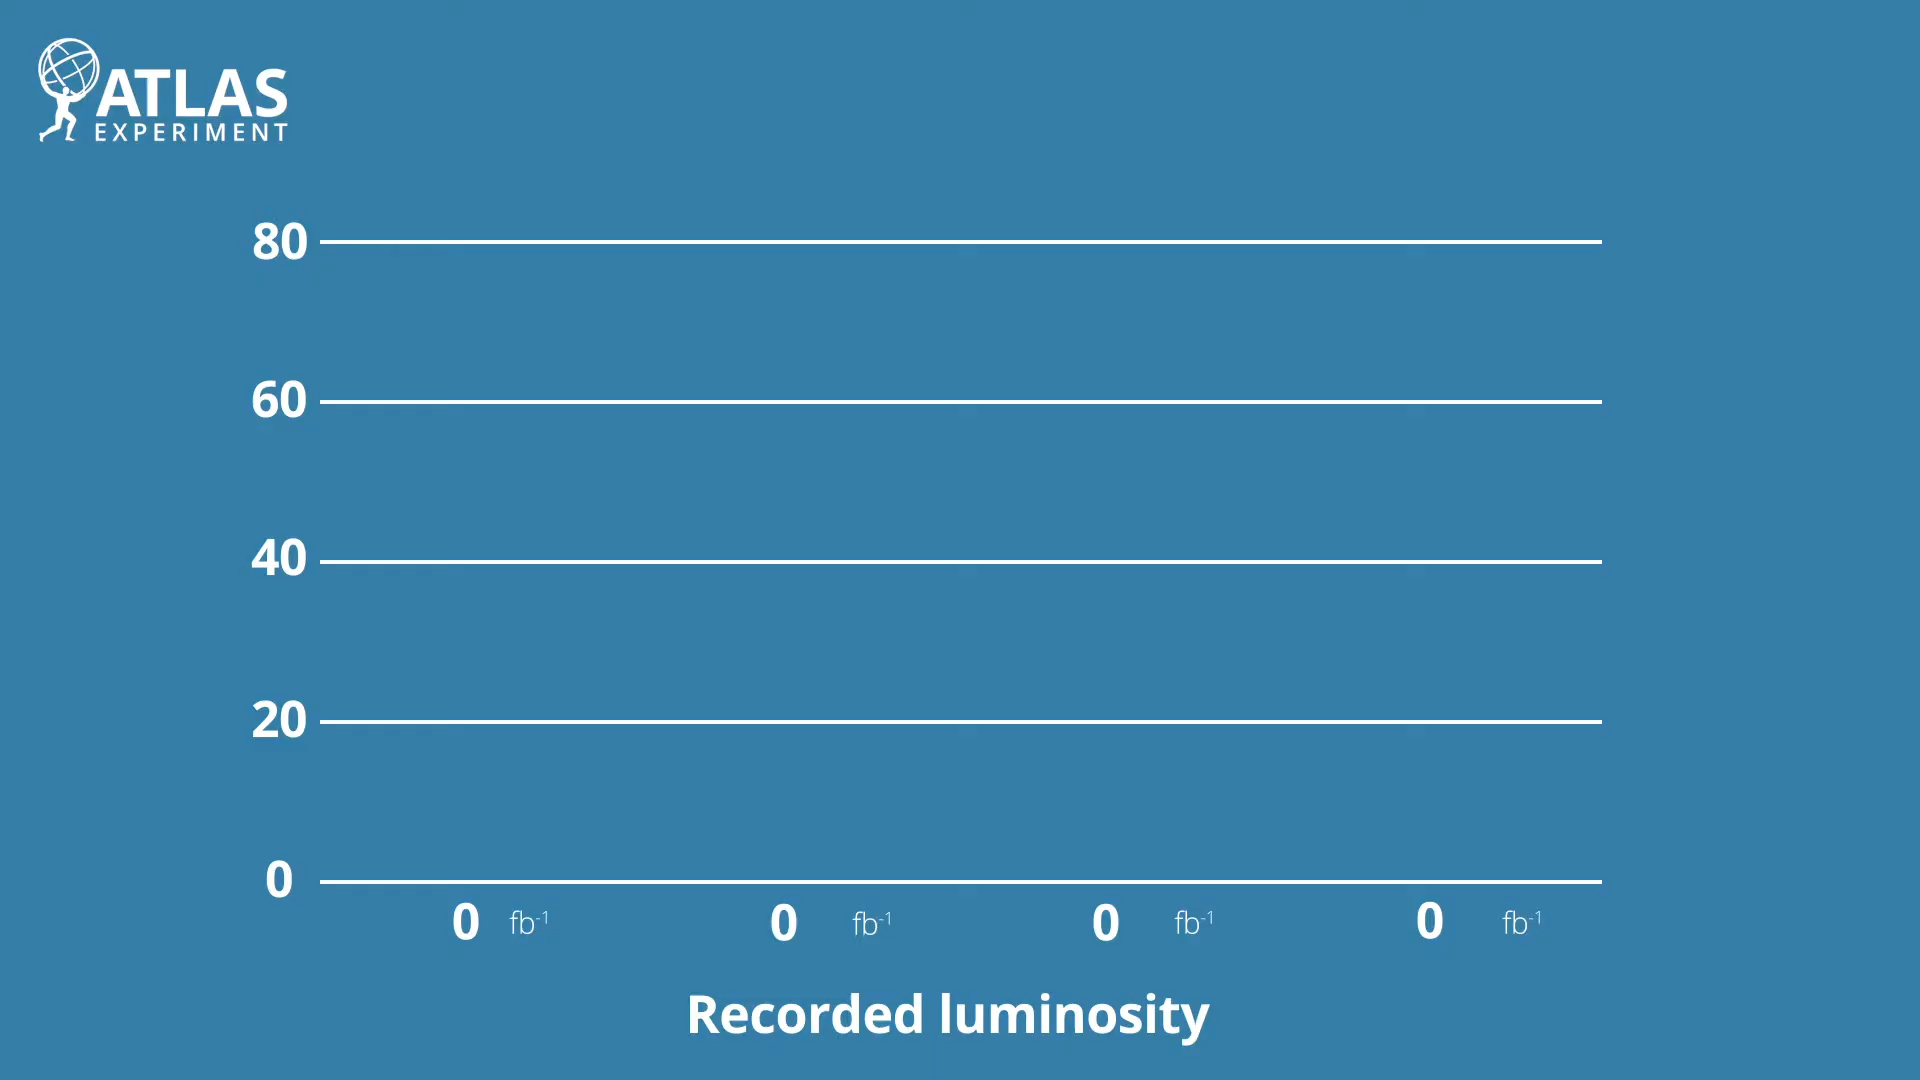 ATLAS
EXPERIMENT
80
60
40
20
0
0 fb⁻¹ 0 fb⁻¹ 0 fb⁻¹ 0 fb⁻¹
Recorded luminosity